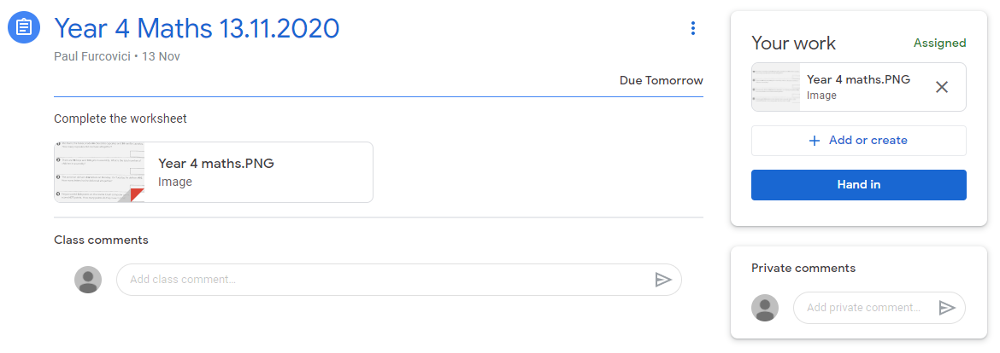 Year 4 Maths 13.11.2020
Paul Furcovici • 13 Nov
Due Tomorrow
Complete the worksheet
Year 4 maths.PNG
Image
Class comments
Add class comment...
Your work
Assigned
Year 4 maths.PNG
Image
Add or create
Hand in
Private comments
Add private comment...